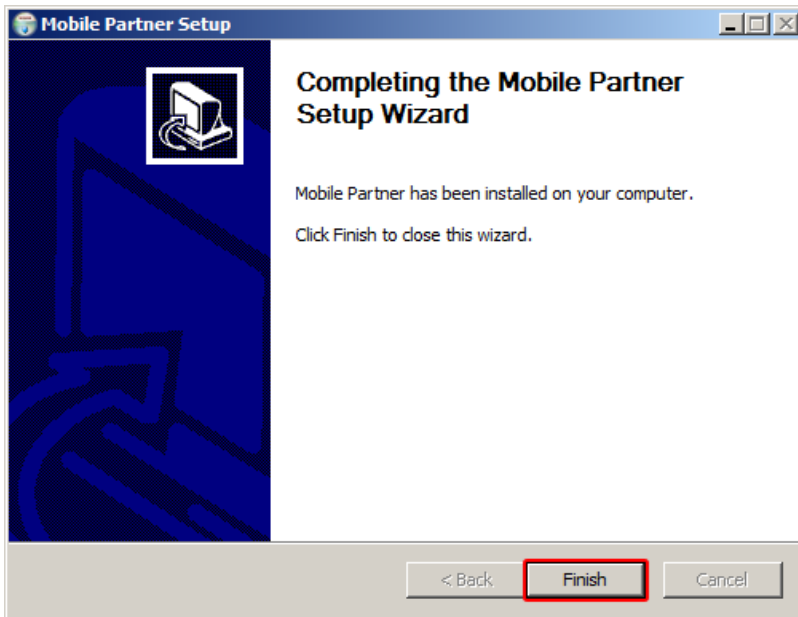 Mobile Partner Setup
Completing the Mobile Partner
Setup Wizard
Mobile Partner has been installed on your computer.
Click Finish to close this wizard.
< Back Finish Cancel